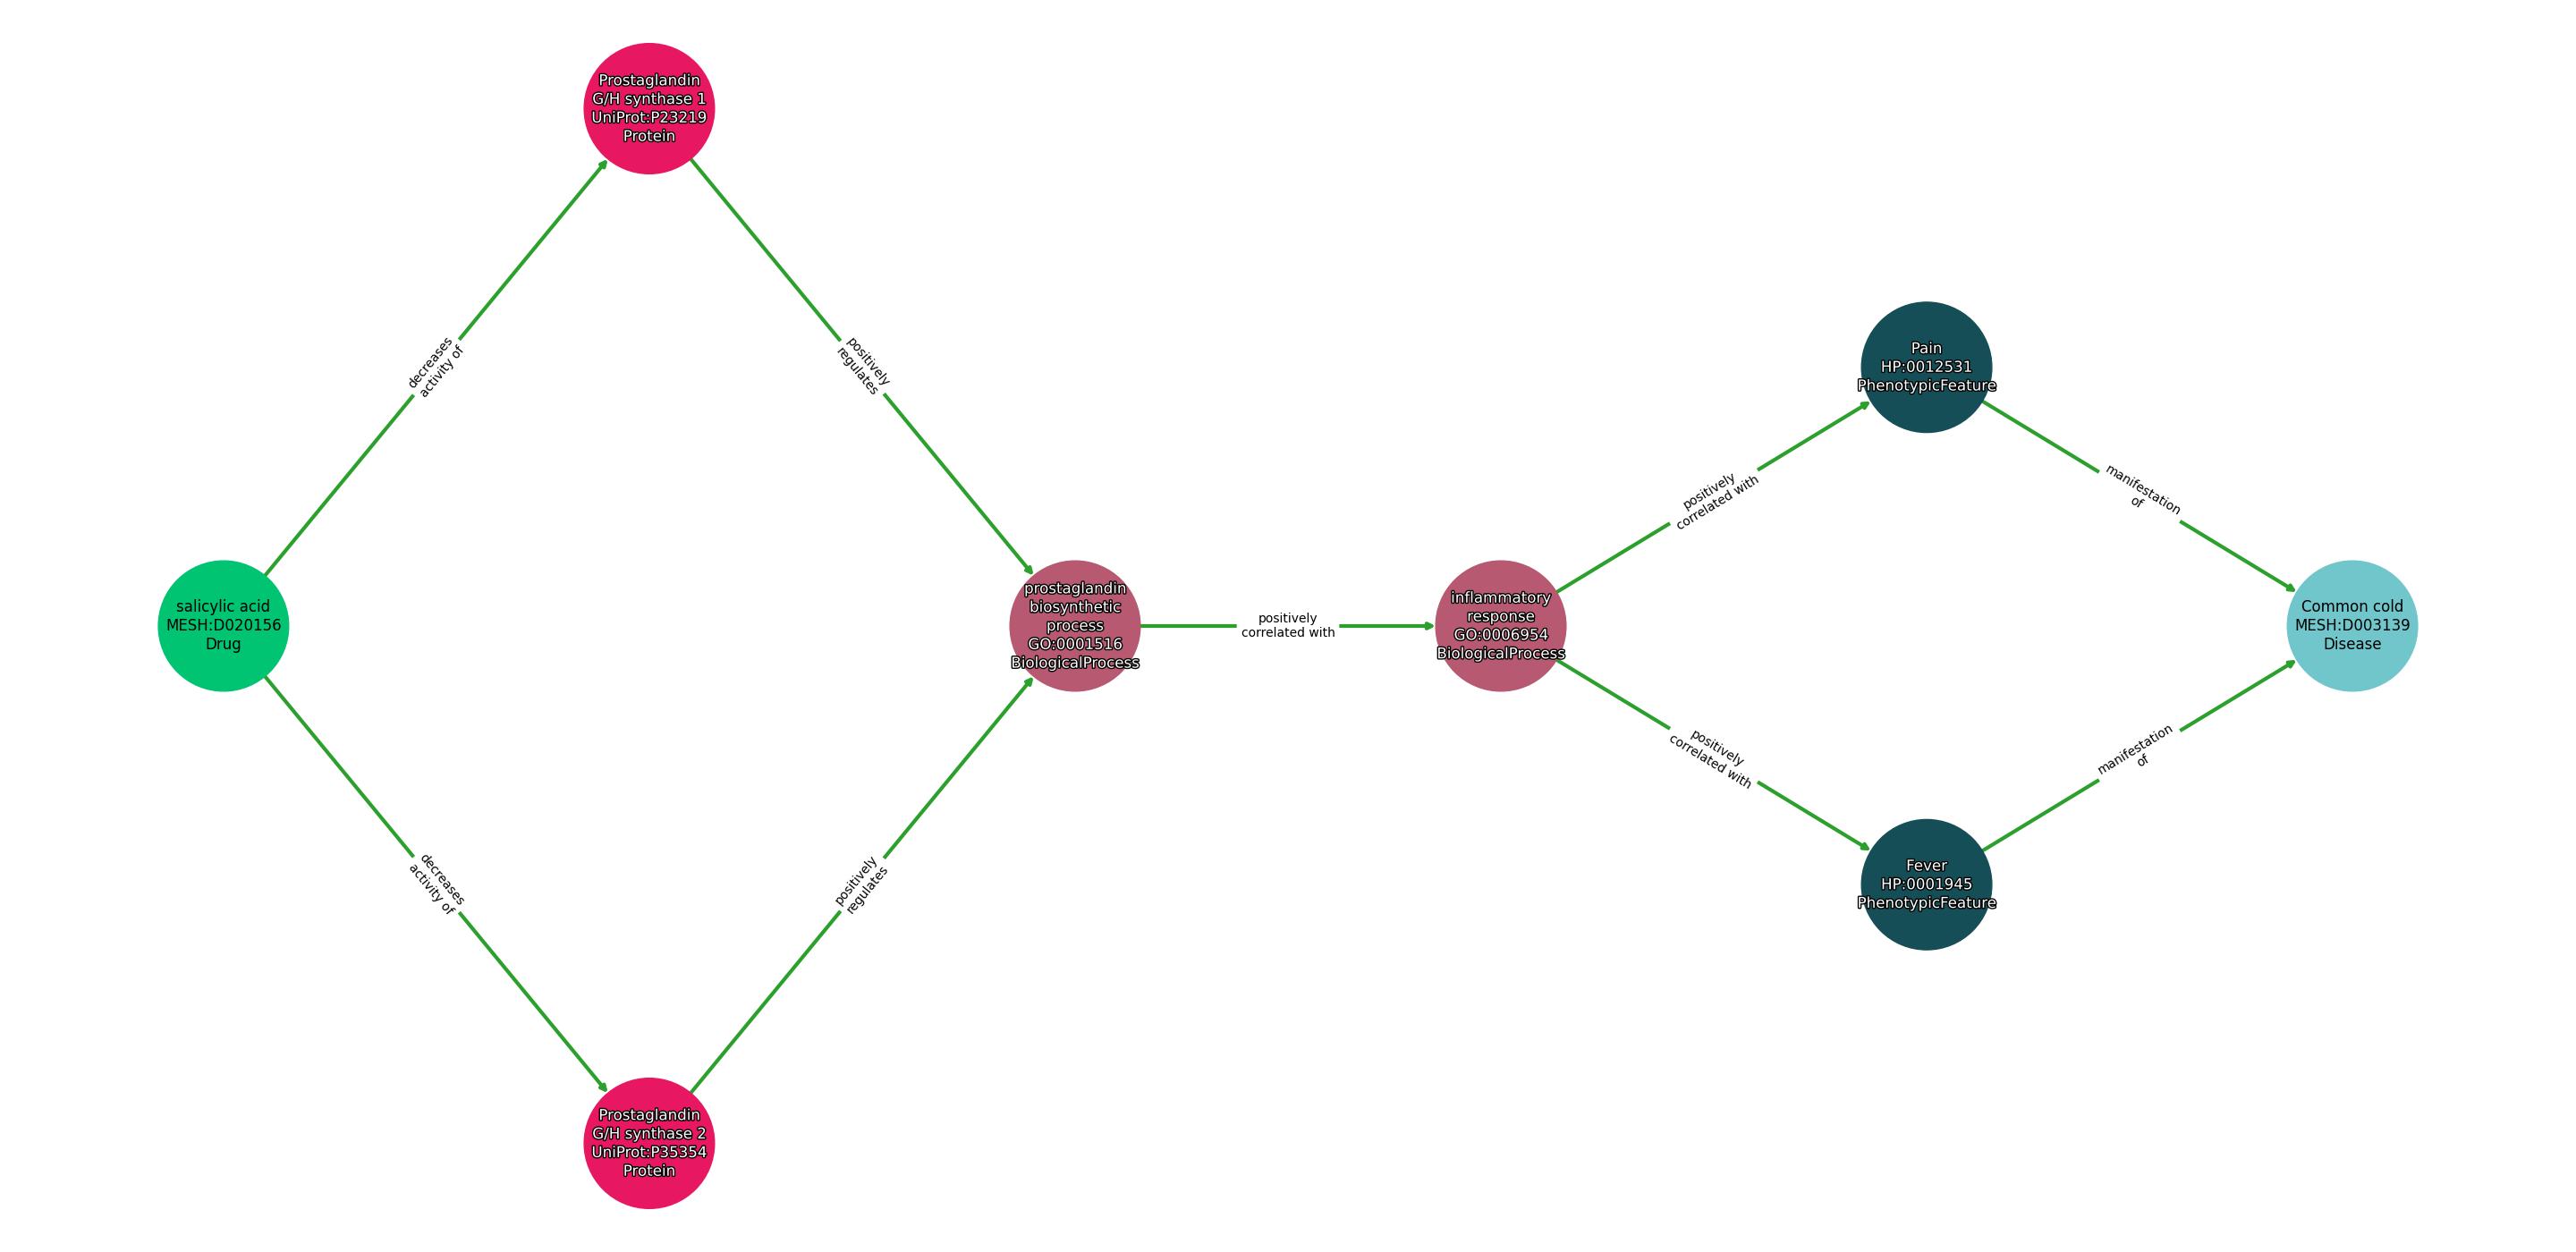 Prostaglandin
G/H synthase 1
UniProt:P23219
Protein
decreases
activity of
positively
regulates
salicylic acid
MESH:D020156
Drug
prostaglandin
biosynthetic
process
GO:0001516
BiologicalProcess
positively
correlated with
inflammatory
response
GO:0006954
BiologicalProcess
positively
correlated with
Pain
HP:0012531
PhenotypicFeature
manifestation
of
Common cold
MESH:D003139
Disease
positively
correlated with
Fever
HP:0001945
PhenotypicFeature
manifestation
of
decreases
activity of
positively
regulates
Prostaglandin
G/H synthase 2
UniProt:P35354
Protein